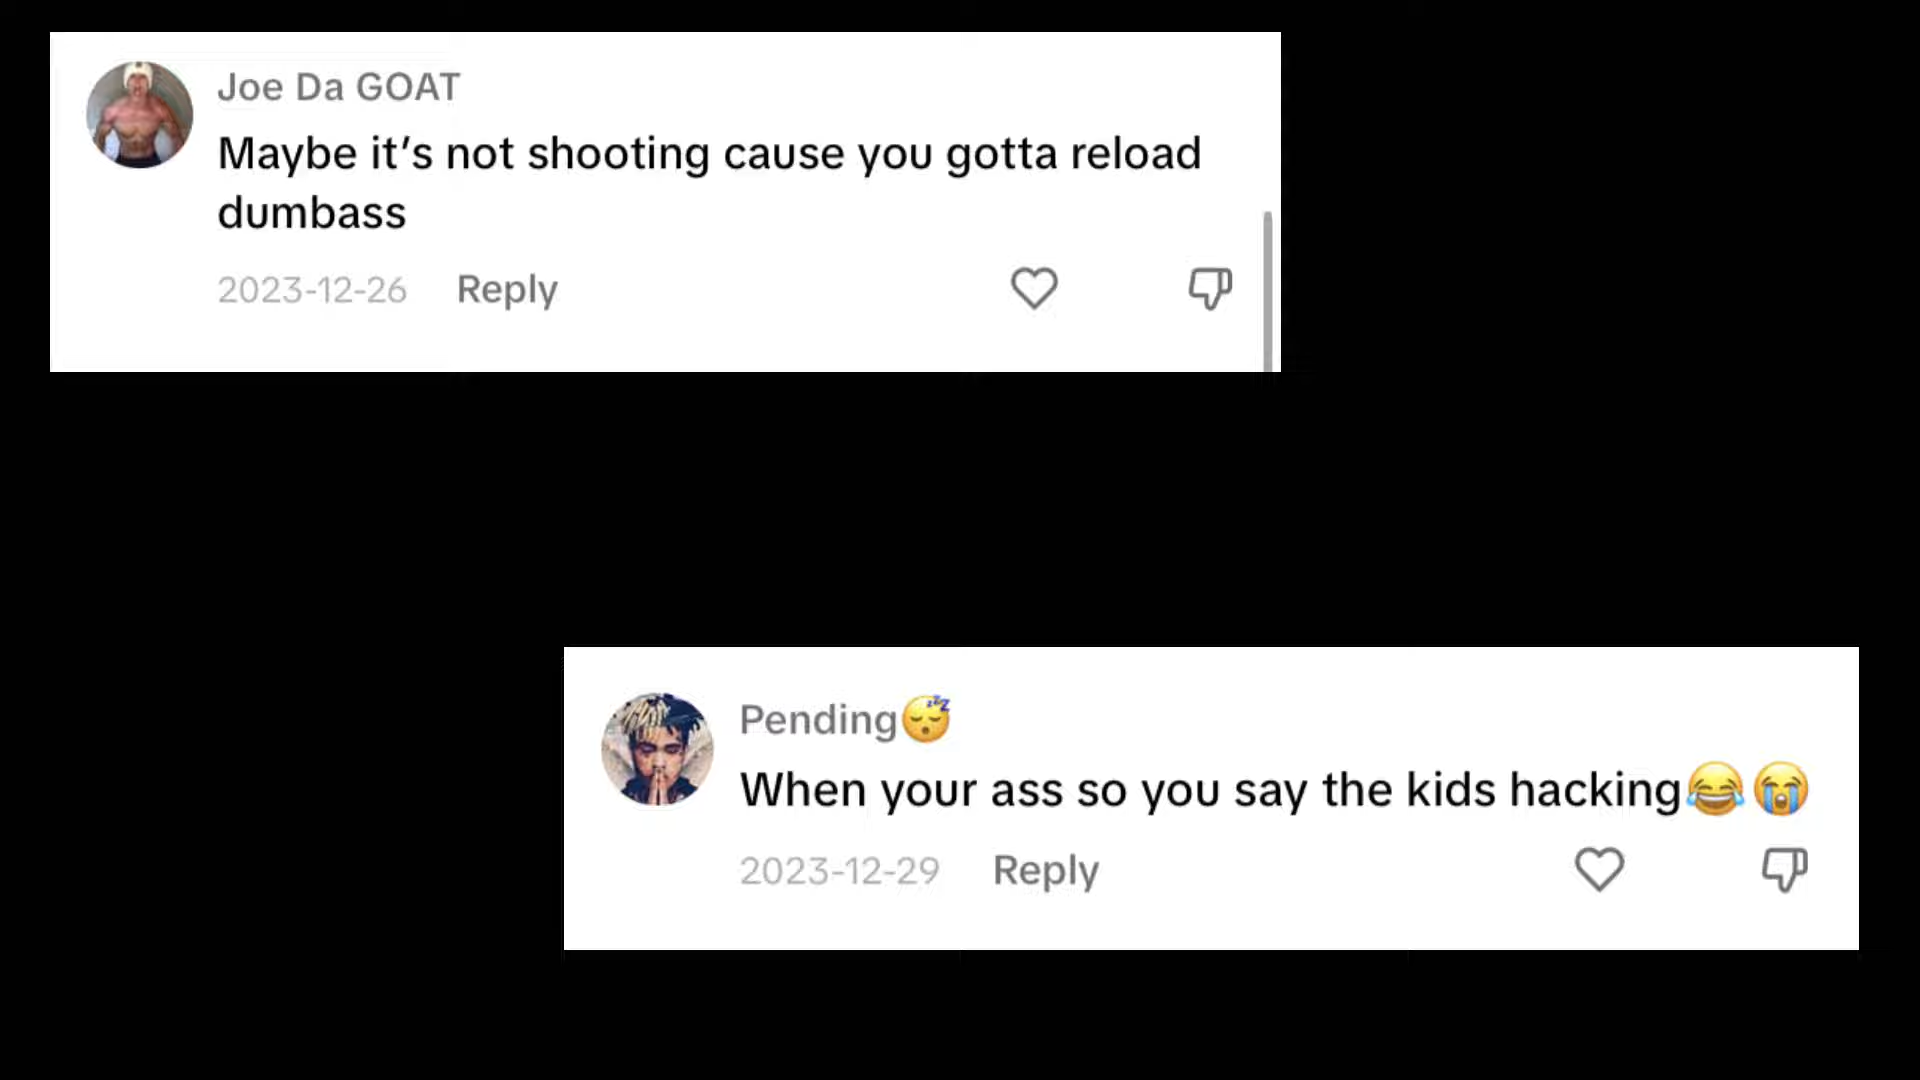 Joe Da GOAT
Maybe it’s not shooting cause you gotta reload
dumbass
2023-12-26 Reply
Pending😴
When your ass so you say the kids hacking😂😭
2023-12-29 Reply